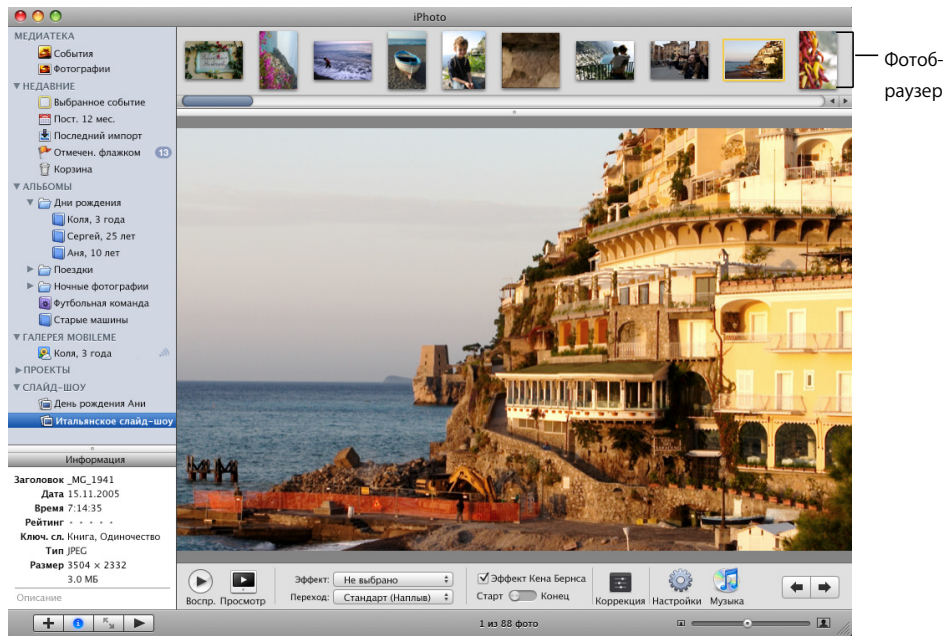 iPhoto
МЕДИАТЕКА
События
Фотографии
НЕДАВНИЕ
Выбранное событие
Пост. 12 мес.
Последний импорт
Отмечен. флажком 13
Корзина
АЛЬБОМЫ
Дни рождения
Коля, 3 года
Сергей, 25 лет
Аня, 10 лет
Поездки
Ночные фотографии
Футбольная команда
Старые машины
ГАЛЕРЕЯ MOBILEME
Коля, 3 года
ПРОЕКТЫ
СЛАЙД-ШОУ
День рождения Ани
Итальянское слайд-шоу
Информация
Заголовок _MG_1941
Дата 15.11.2005
Время 7:14:35
Рейтинг · · · · ·
Ключ. сл. Книга, Одиночество
Тип JPEG
Размер 3504 × 2332
3.0 МБ
Описание
Фотоб-
раузер
Воспр. Просмотр
Эффект: Не выбрано
Переход: Стандарт (Наплыв)
Эффект Кена Бернса
Старт Конец
Коррекция Настройки Музыка
1 из 88 фото